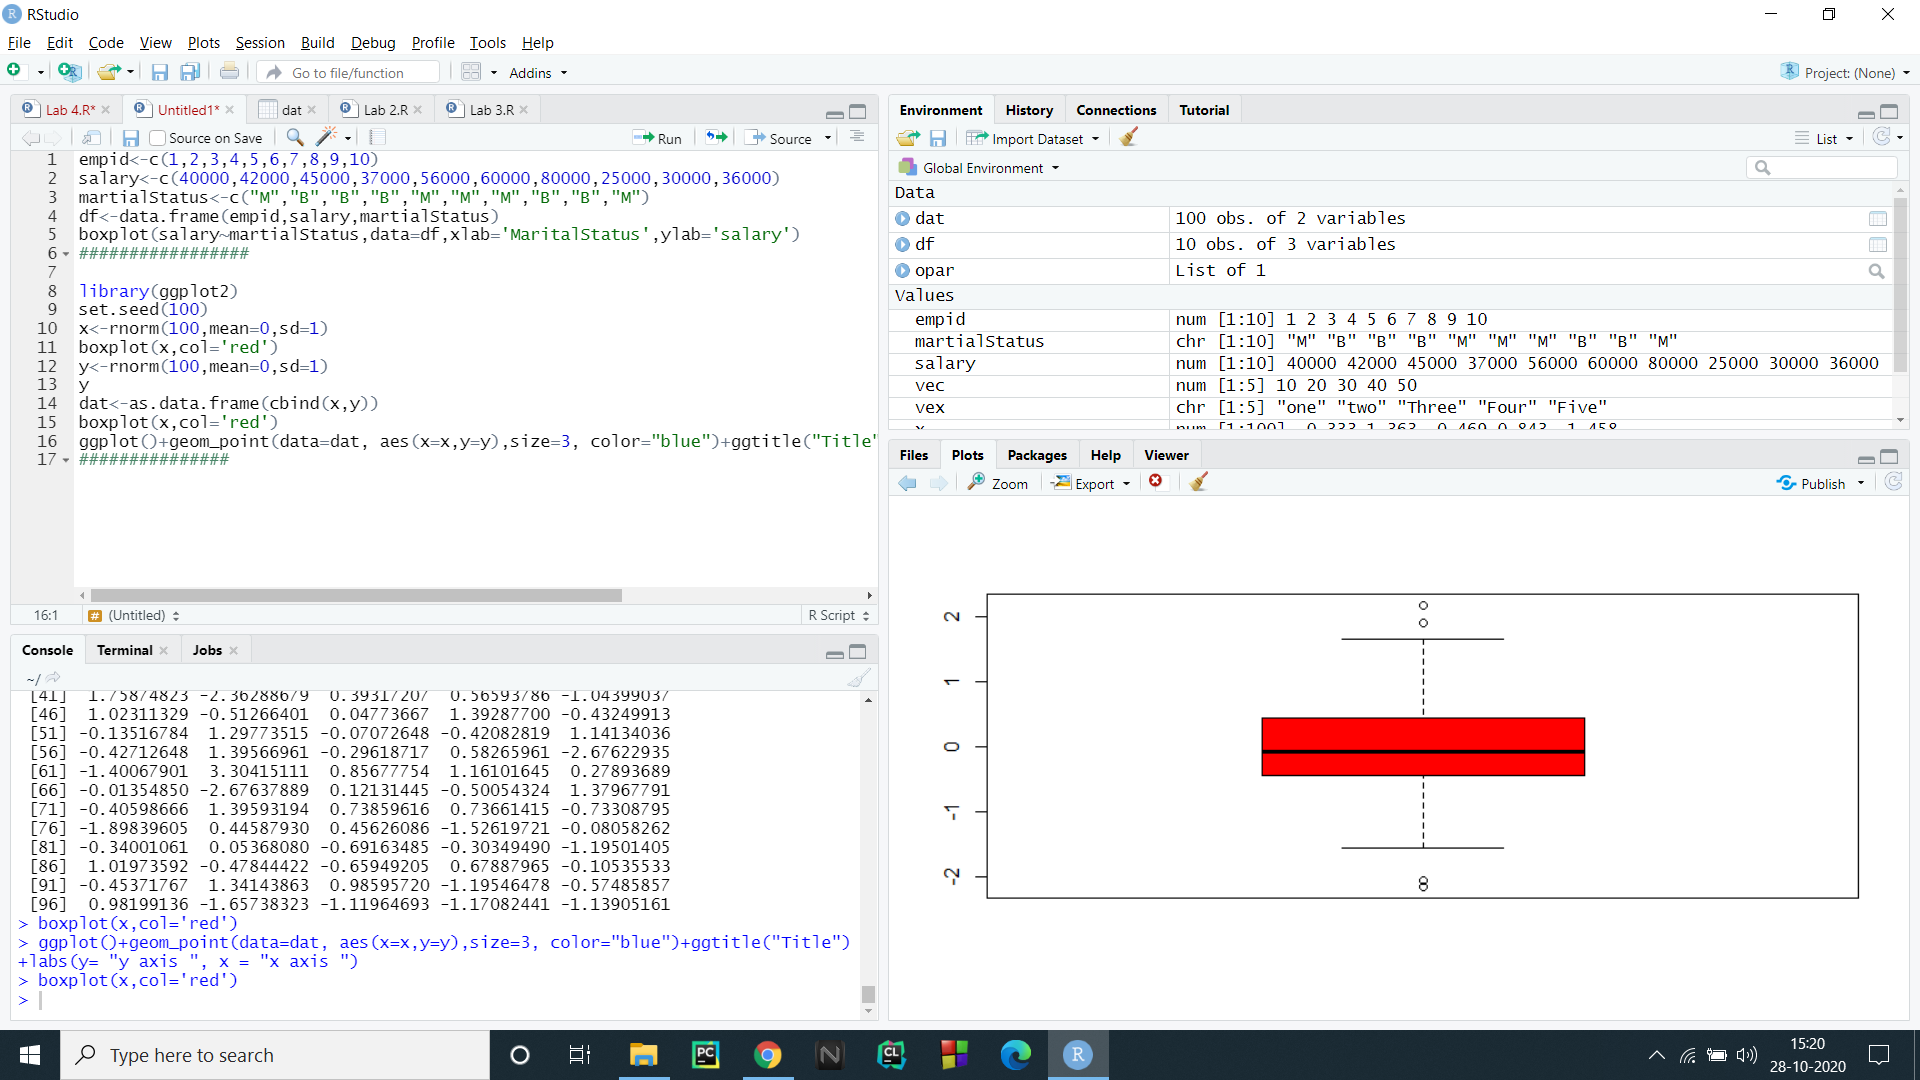 RStudio
File Edit Code View Plots Session Build Debug Profile Tools Help
Go to file/function Addins Project: (None)
Lab 4.R* Untitled1* dat Lab 2.R Lab 3.R
Source on Save Run Source
1 empid<-c(1,2,3,4,5,6,7,8,9,10)
2 salary<-c(40000,42000,45000,37000,56000,60000,80000,25000,30000,36000)
3 martialStatus<-c("M","B","B","B","M","M","M","B","B","M")
4 df<-data.frame(empid,salary,martialStatus)
5 boxplot(salary~martialStatus,data=df,xlab='MaritalStatus',ylab='salary')
6 #################
7
8 library(ggplot2)
9 set.seed(100)
10 x<-rnorm(100,mean=0,sd=1)
11 boxplot(x,col='red')
12 y<-rnorm(100,mean=0,sd=1)
13 y
14 dat<-as.data.frame(cbind(x,y))
15 boxplot(x,col='red')
16 ggplot()+geom_point(data=dat, aes(x=x,y=y),size=3, color="blue")+ggtitle("Title"
17 ###############
16:1 # (Untitled) R Script
Console Terminal Jobs
~/
[41] 1.75874823 -2.36288679 0.39317207 0.56593786 -1.04399037
[46] 1.02311329 -0.51266401 0.04773667 1.39287700 -0.43249913
[51] -0.13516784 1.29773515 -0.07072648 -0.42082819 1.14134036
[56] -0.42712648 1.39566961 -0.29618717 0.58265961 -2.67622935
[61] -1.40067901 3.30415111 0.85677754 1.16101645 0.27893689
[66] -0.01354850 -2.67637889 0.12131445 -0.50054324 1.37967791
[71] -0.40598666 1.39593194 0.73859616 0.73661415 -0.73308795
[76] -1.89839605 0.44587930 0.45626086 -1.52619721 -0.08058262
[81] -0.34001061 0.05368080 -0.69163485 -0.30349490 -1.19501405
[86] 1.01973592 -0.47844422 -0.65949205 0.67887965 -0.10535533
[91] -0.45371767 1.34143863 0.98595720 -1.19546478 -0.57485857
[96] 0.98199136 -1.65738323 -1.11964693 -1.17082441 -1.13905161
> boxplot(x,col='red')
> ggplot()+geom_point(data=dat, aes(x=x,y=y),size=3, color="blue")+ggtitle("Title")
+labs(y= "y axis ", x = "x axis ")
> boxplot(x,col='red')
>
Environment History Connections Tutorial
Import Dataset List
Global Environment
Data
dat 100 obs. of 2 variables
df 10 obs. of 3 variables
opar List of 1
Values
empid num [1:10] 1 2 3 4 5 6 7 8 9 10
martialStatus chr [1:10] "M" "B" "B" "B" "M" "M" "M" "B" "B" "M"
salary num [1:10] 40000 42000 45000 37000 56000 60000 80000 25000 30000 36000
vec num [1:5] 10 20 30 40 50
vex chr [1:5] "one" "two" "Three" "Four" "Five"
Files Plots Packages Help Viewer
Zoom Export Publish
2
1
0
-1
-2
Type here to search
PC
N
CL
R
15:20
28-10-2020